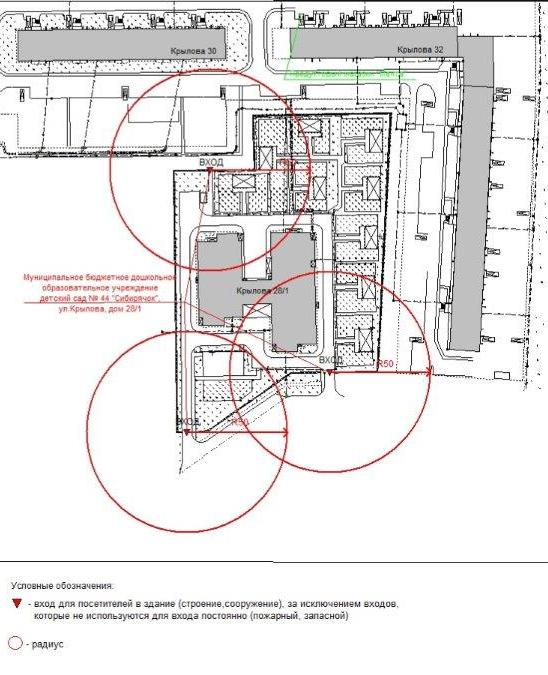 Крылова 30
Крылова 32
ВХОД
R50
Муниципальное бюджетное дошкольное
образовательное учреждение
детский сад № 44 "Сибирячок",
ул.Крылова, дом 28/1
Крылова 28/1
ВХОД
R50
ВХОД
R50
Условные обозначения:
- вход для посетителей в здание (строение,сооружение), за исключением входов,
которые не используются для входа постоянно (пожарный, запасной)
- радиус